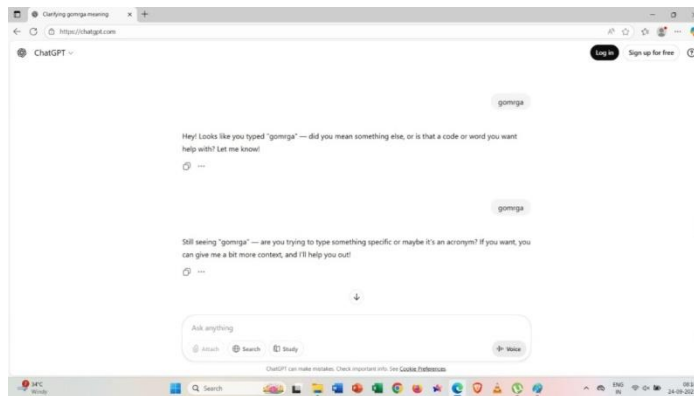 Clarifying gomrga meaning
https://chatgpt.com
ChatGPT
Log in
Sign up for free
gomrga
Hey! Looks like you typed "gomrga" — did you mean something else, or is that a code or word you want
help with? Let me know!
gomrga
Still seeing "gomrga" — are you trying to type something specific or maybe it's an acronym? If you want, you
can give me a bit more context, and I'll help you out!
Ask anything
Attach
Search
Study
Voice
ChatGPT can make mistakes. Check important info. See Cookie Preferences.
34°C
Windy
Search
ENG
IN